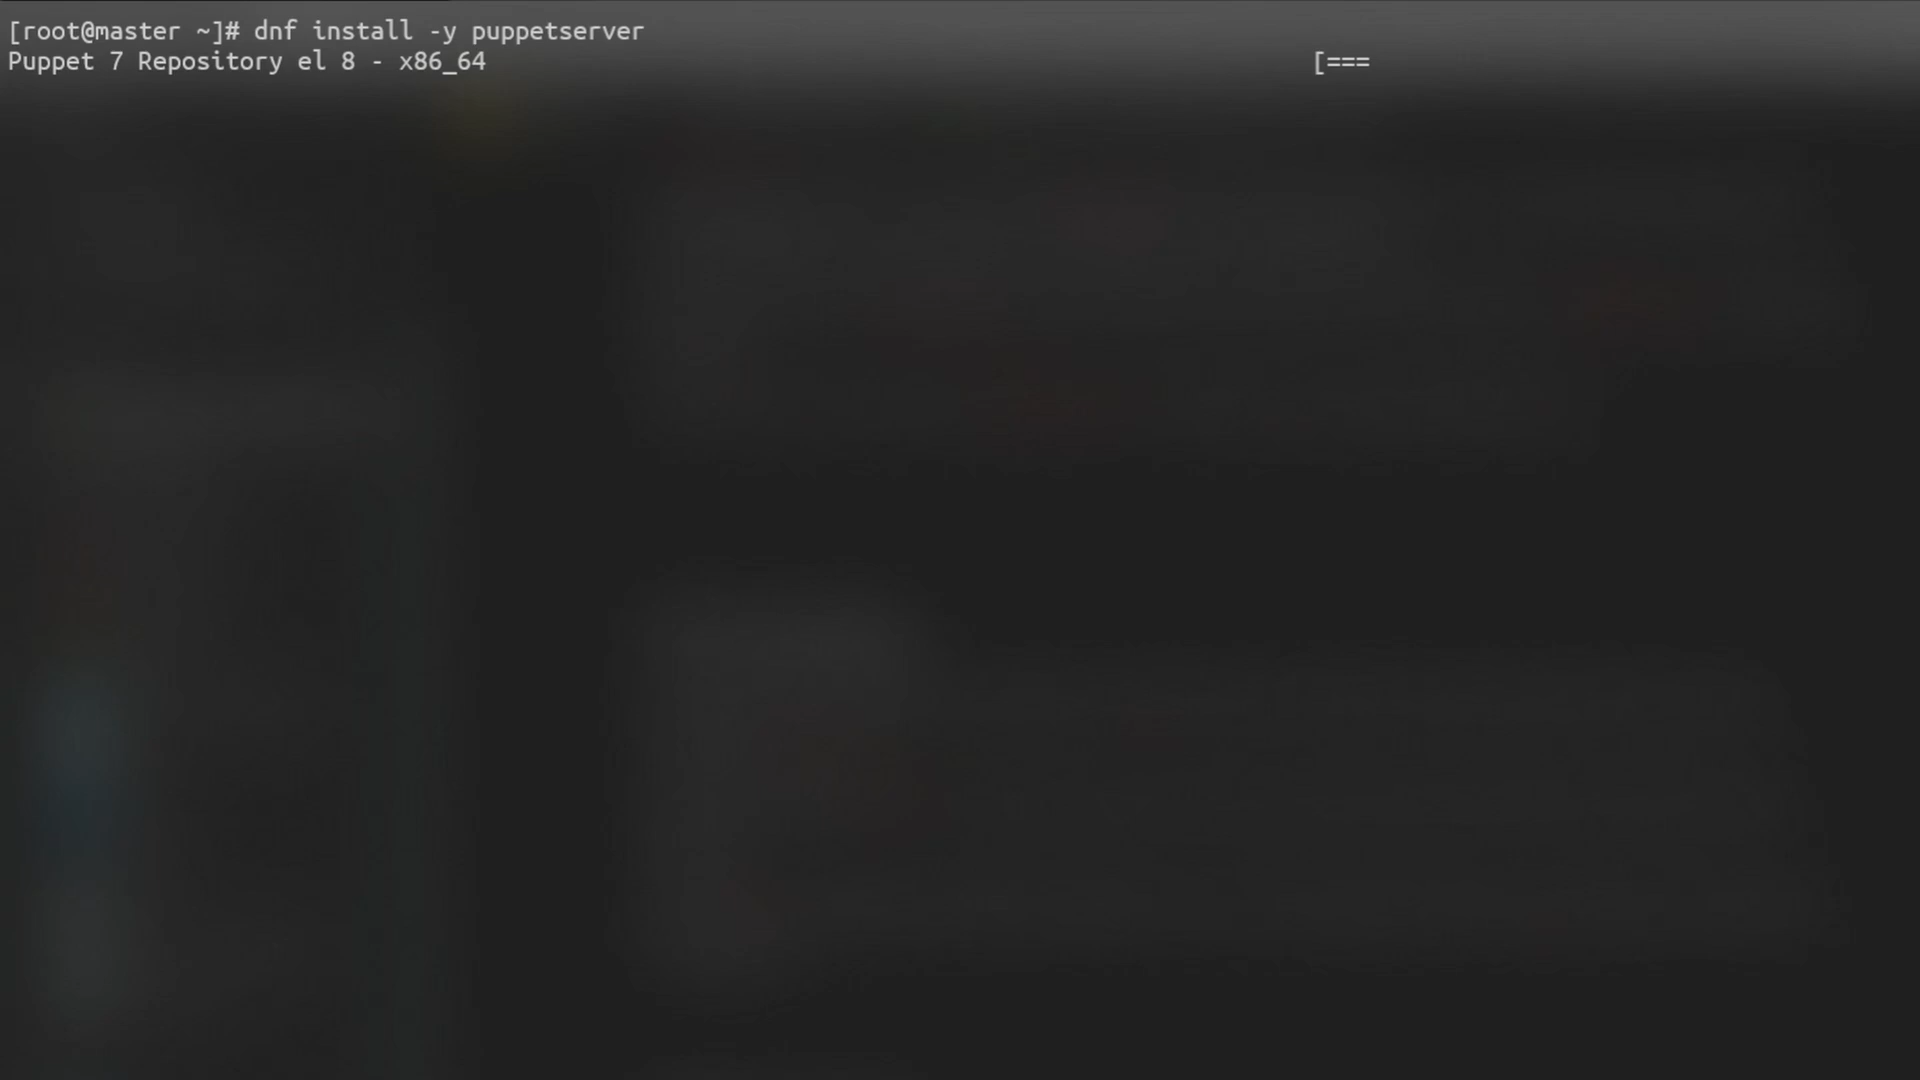 [root@master ~]# dnf install -y puppetserver
Puppet 7 Repository el 8 - x86_64 [===